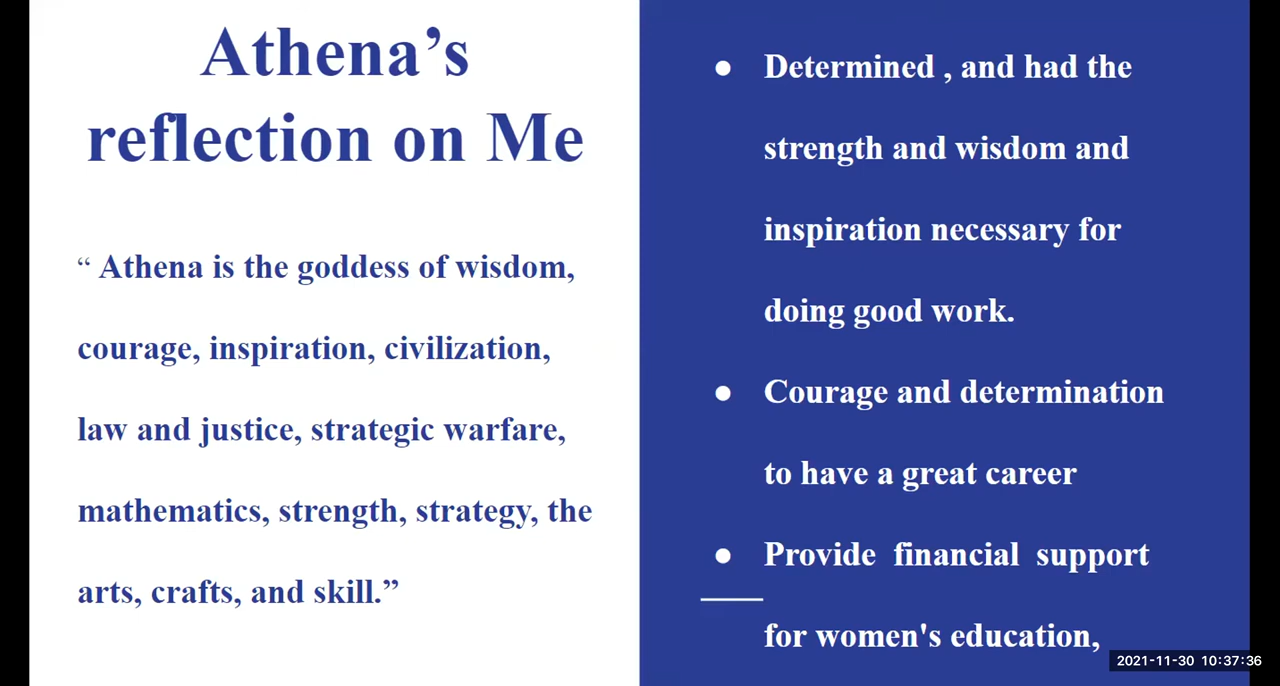 Athena’s
reflection on Me
“ Athena is the goddess of wisdom,
courage, inspiration, civilization,
law and justice, strategic warfare,
mathematics, strength, strategy, the
arts, crafts, and skill.”
● Determined , and had the
strength and wisdom and
inspiration necessary for
doing good work.
● Courage and determination
to have a great career
● Provide financial support
for women's education,
2021-11-30 10:37:36